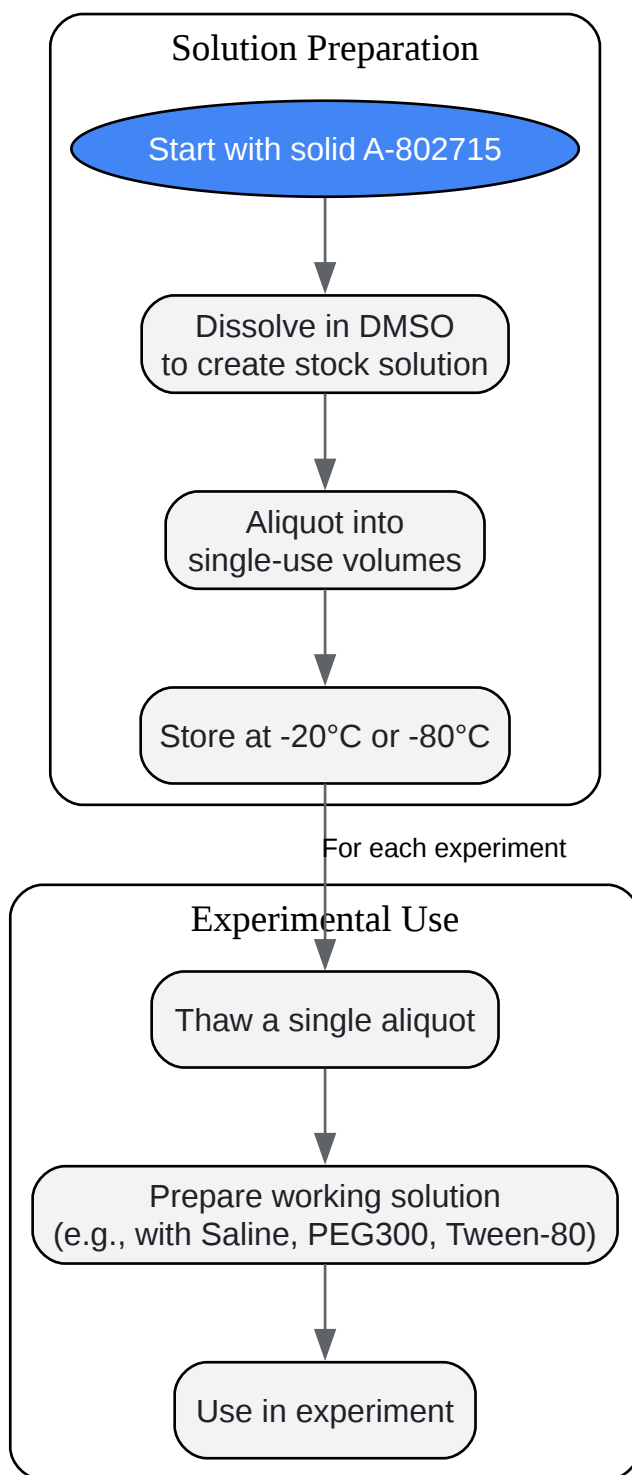 Solution Preparation
Start with solid A-802715
Dissolve in DMSO
to create stock solution
Aliquot into
single-use volumes
Store at -20°C or -80°C
For each experiment
Experimental Use
Thaw a single aliquot
Prepare working solution
(e.g., with Saline, PEG300, Tween-80)
Use in experiment